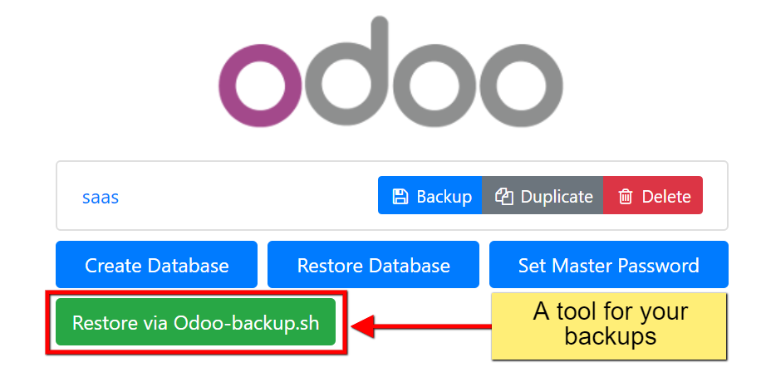 odoo
saas
Backup
Duplicate
Delete
Create Database
Restore Database
Set Master Password
Restore via Odoo-backup.sh
A tool for your
backups